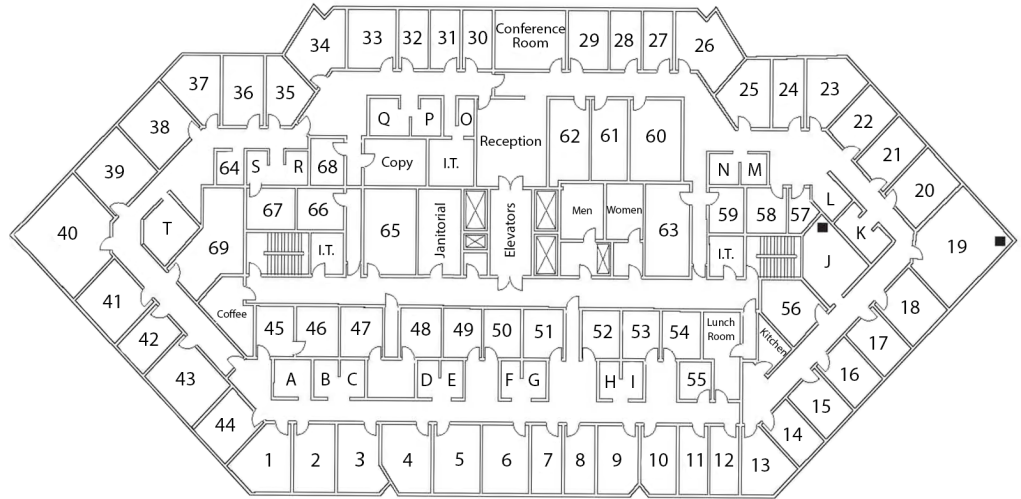 34 33 32 31 30 Conference
Room 29 28 27 26
37 36 35 25 24 23
38 Q P O 22
Reception 62 61 60
39 64 S R 68 Copy I.T. N M 21
20
40 T 67 66 65 Janitorial Elevators Men Women 63 59 58 57 L
K 19
69 I.T. I.T. J
41 Coffee 56 18
42 45 46 47 48 49 50 51 52 53 54 Lunch
Room Kitchen 17
43 A B C D E F G H I 55 16
15
44 14
1 2 3 4 5 6 7 8 9 10 11 12 13